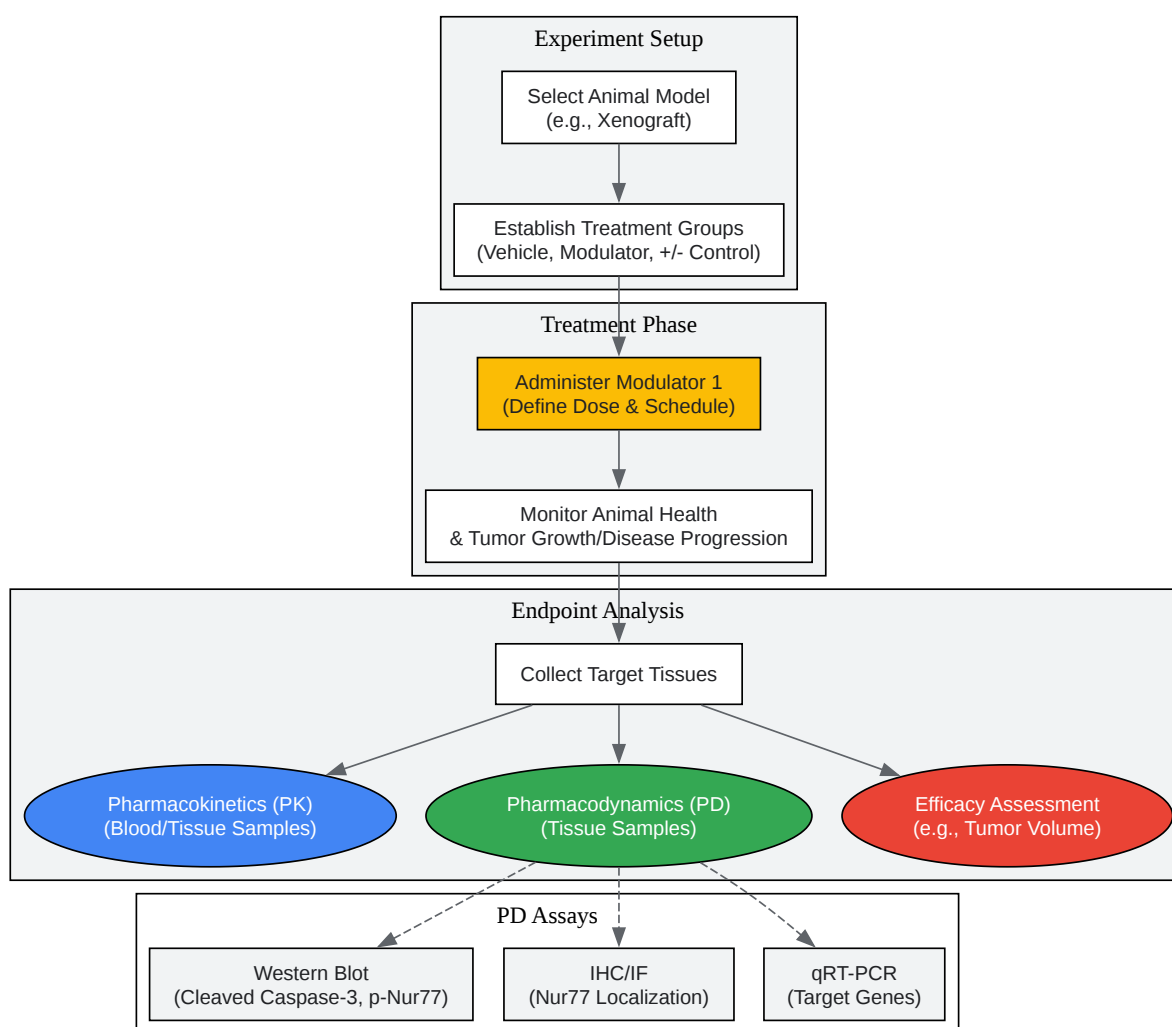 Experiment Setup
Select Animal Model
(e.g., Xenograft)
Establish Treatment Groups
(Vehicle, Modulator, +/- Control)
Treatment Phase
Administer Modulator 1
(Define Dose & Schedule)
Monitor Animal Health
& Tumor Growth/Disease Progression
Endpoint Analysis
Collect Target Tissues
Pharmacokinetics (PK)
(Blood/Tissue Samples)
Pharmacodynamics (PD)
(Tissue Samples)
Efficacy Assessment
(e.g., Tumor Volume)
PD Assays
Western Blot
(Cleaved Caspase-3, p-Nur77)
IHC/IF
(Nur77 Localization)
qRT-PCR
(Target Genes)